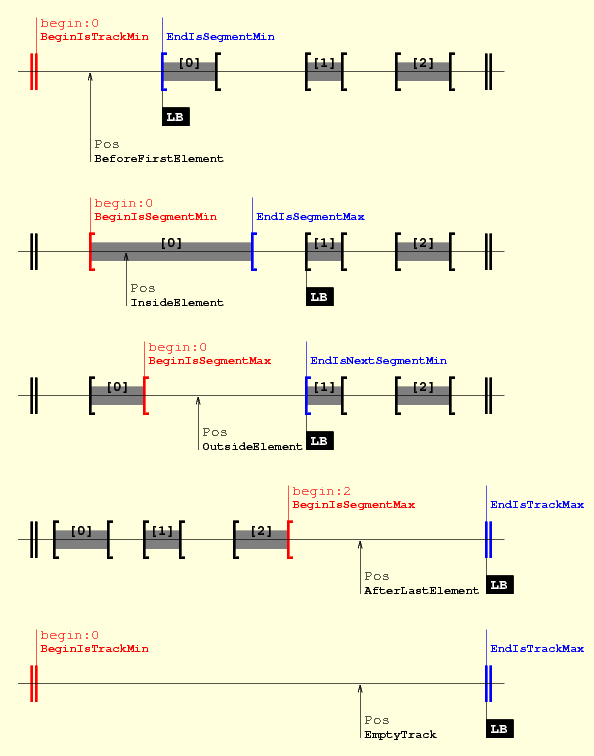 begin:0
BeginIsTrackMin
EndIsSegmentMin
[0]
[1]
[2]
LB
Pos
BeforeFirstElement
begin:0
BeginIsSegmentMin
EndIsSegmentMax
[0]
[1]
[2]
Pos
InsideElement
LB
begin:0
BeginIsSegmentMax
EndIsNextSegmentMin
[0]
[1]
[2]
Pos
OutsideElement
LB
begin:2
BeginIsSegmentMax
EndIsTrackMax
[0]
[1]
[2]
Pos
AfterLastElement
LB
begin:0
BeginIsTrackMin
EndIsTrackMax
Pos
EmptyTrack
LB